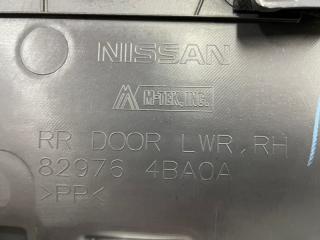 NISSAN
M-TEK, INC.
RR DOOR LWR, RH
82976 4BA0A
>PP<